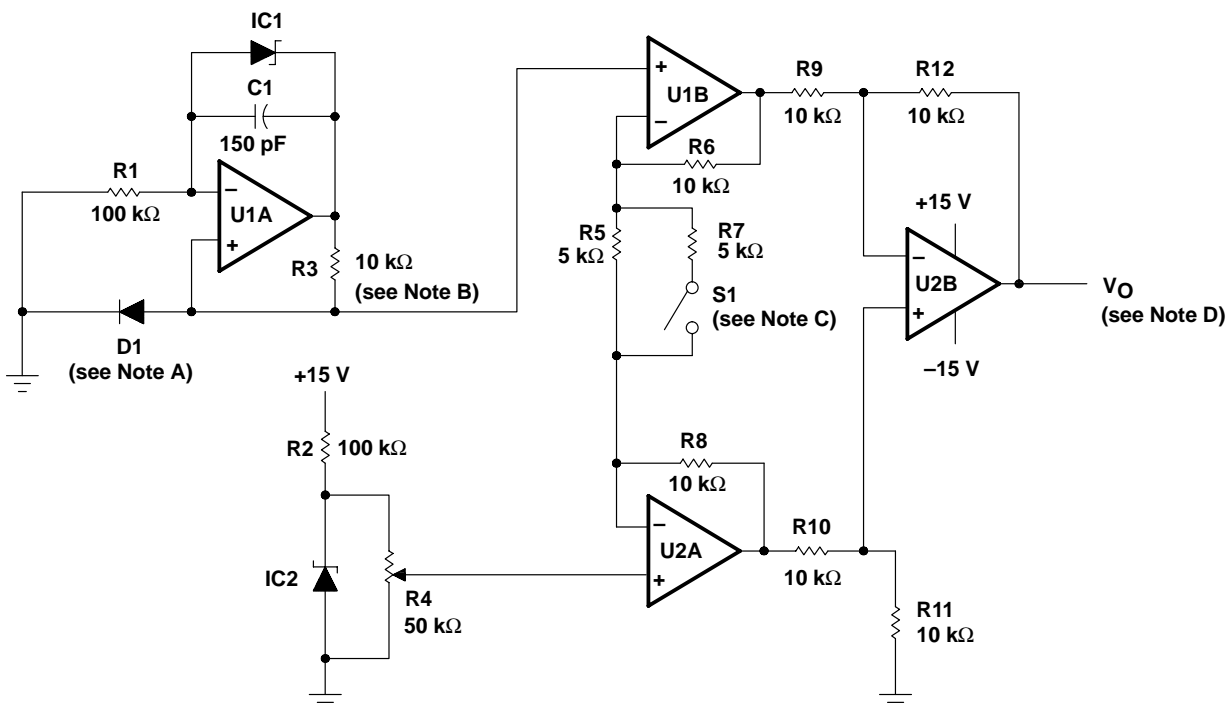 IC1
C1
150 pF
R1
100 kΩ
−
U1A
+
R3
10 kΩ
(see Note B)
D1
(see Note A)
+15 V
R2
100 kΩ
IC2
R4
50 kΩ
+
U1B
−
R6
10 kΩ
R5
5 kΩ
R7
5 kΩ
S1
(see Note C)
R8
10 kΩ
−
U2A
+
R9
10 kΩ
R12
10 kΩ
+15 V
−
U2B
+
–15 V
VO
(see Note D)
R10
10 kΩ
R11
10 kΩ